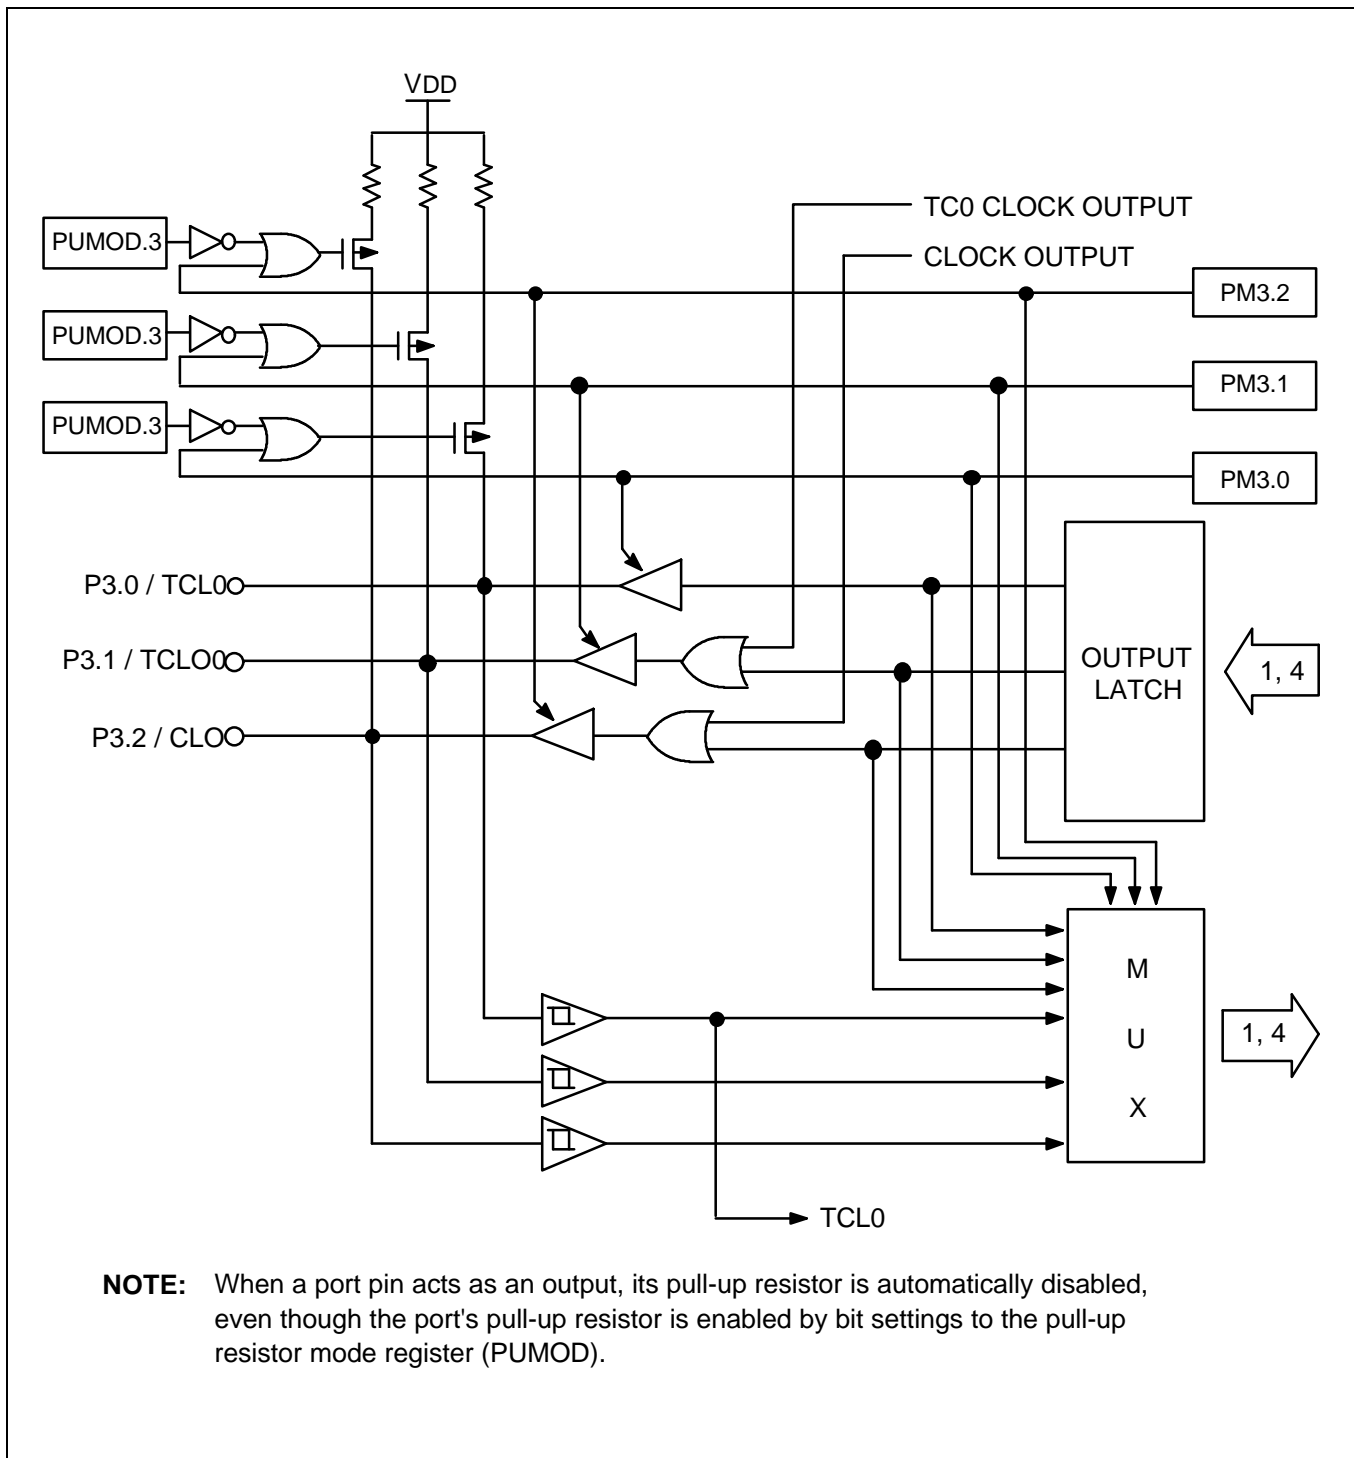 VDD
TC0 CLOCK OUTPUT
CLOCK OUTPUT
PUMOD.3
PM3.2
PUMOD.3
PM3.1
PUMOD.3
PM3.0
P3.0 / TCL0
P3.1 / TCLO0
P3.2 / CLO
OUTPUT
LATCH
1, 4
M
U
X
1, 4
TCL0
NOTE: When a port pin acts as an output, its pull-up resistor is automatically disabled,
even though the port's pull-up resistor is enabled by bit settings to the pull-up
resistor mode register (PUMOD).